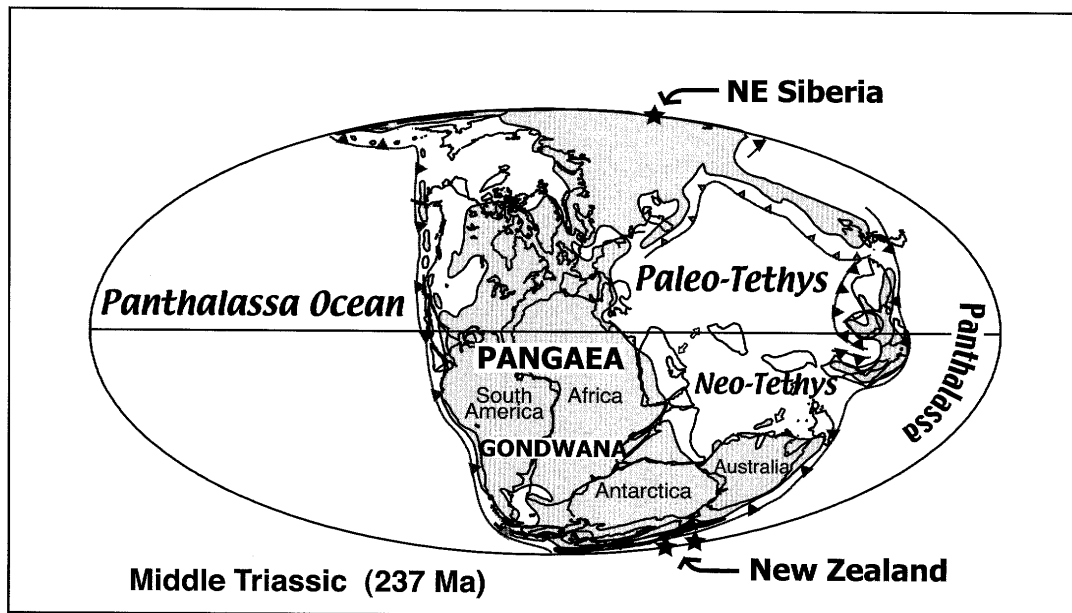 NE Siberia
Panthalassa Ocean
Paleo-Tethys
Panthalassa
PANGAEA
Neo-Tethys
South
America
Africa
GONDWANA
Australia
Antarctica
New Zealand
Middle Triassic (237 Ma)